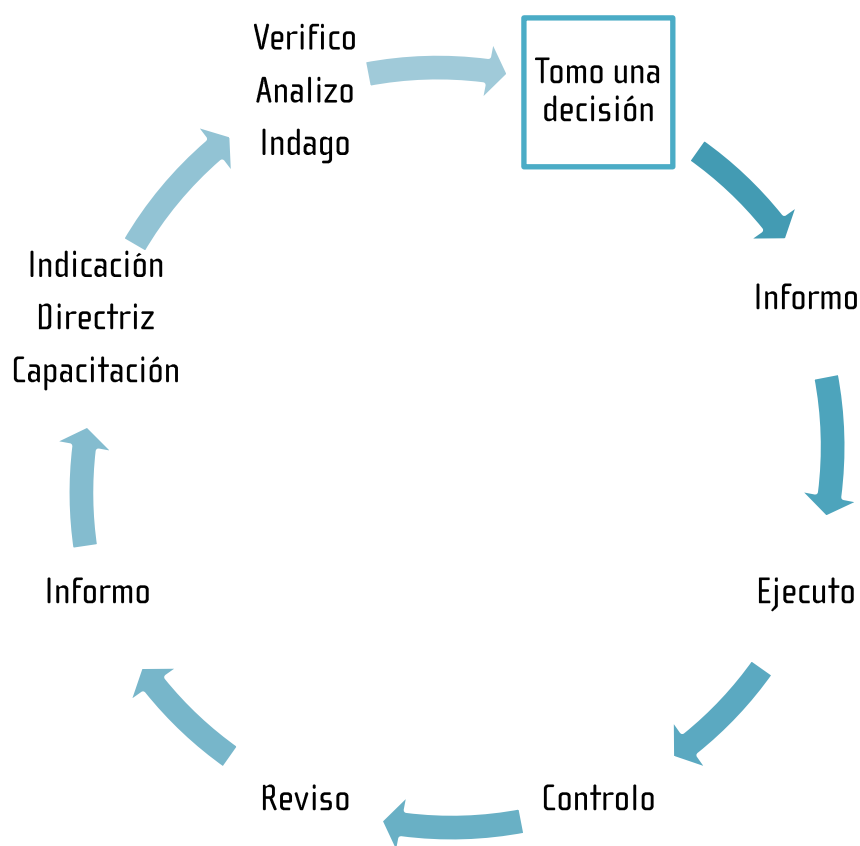 Verifico
Analizo
Indago
Tomo una
decisión
Informo
Ejecuto
Controlo
Reviso
Informo
Indicación
Directriz
Capacitación